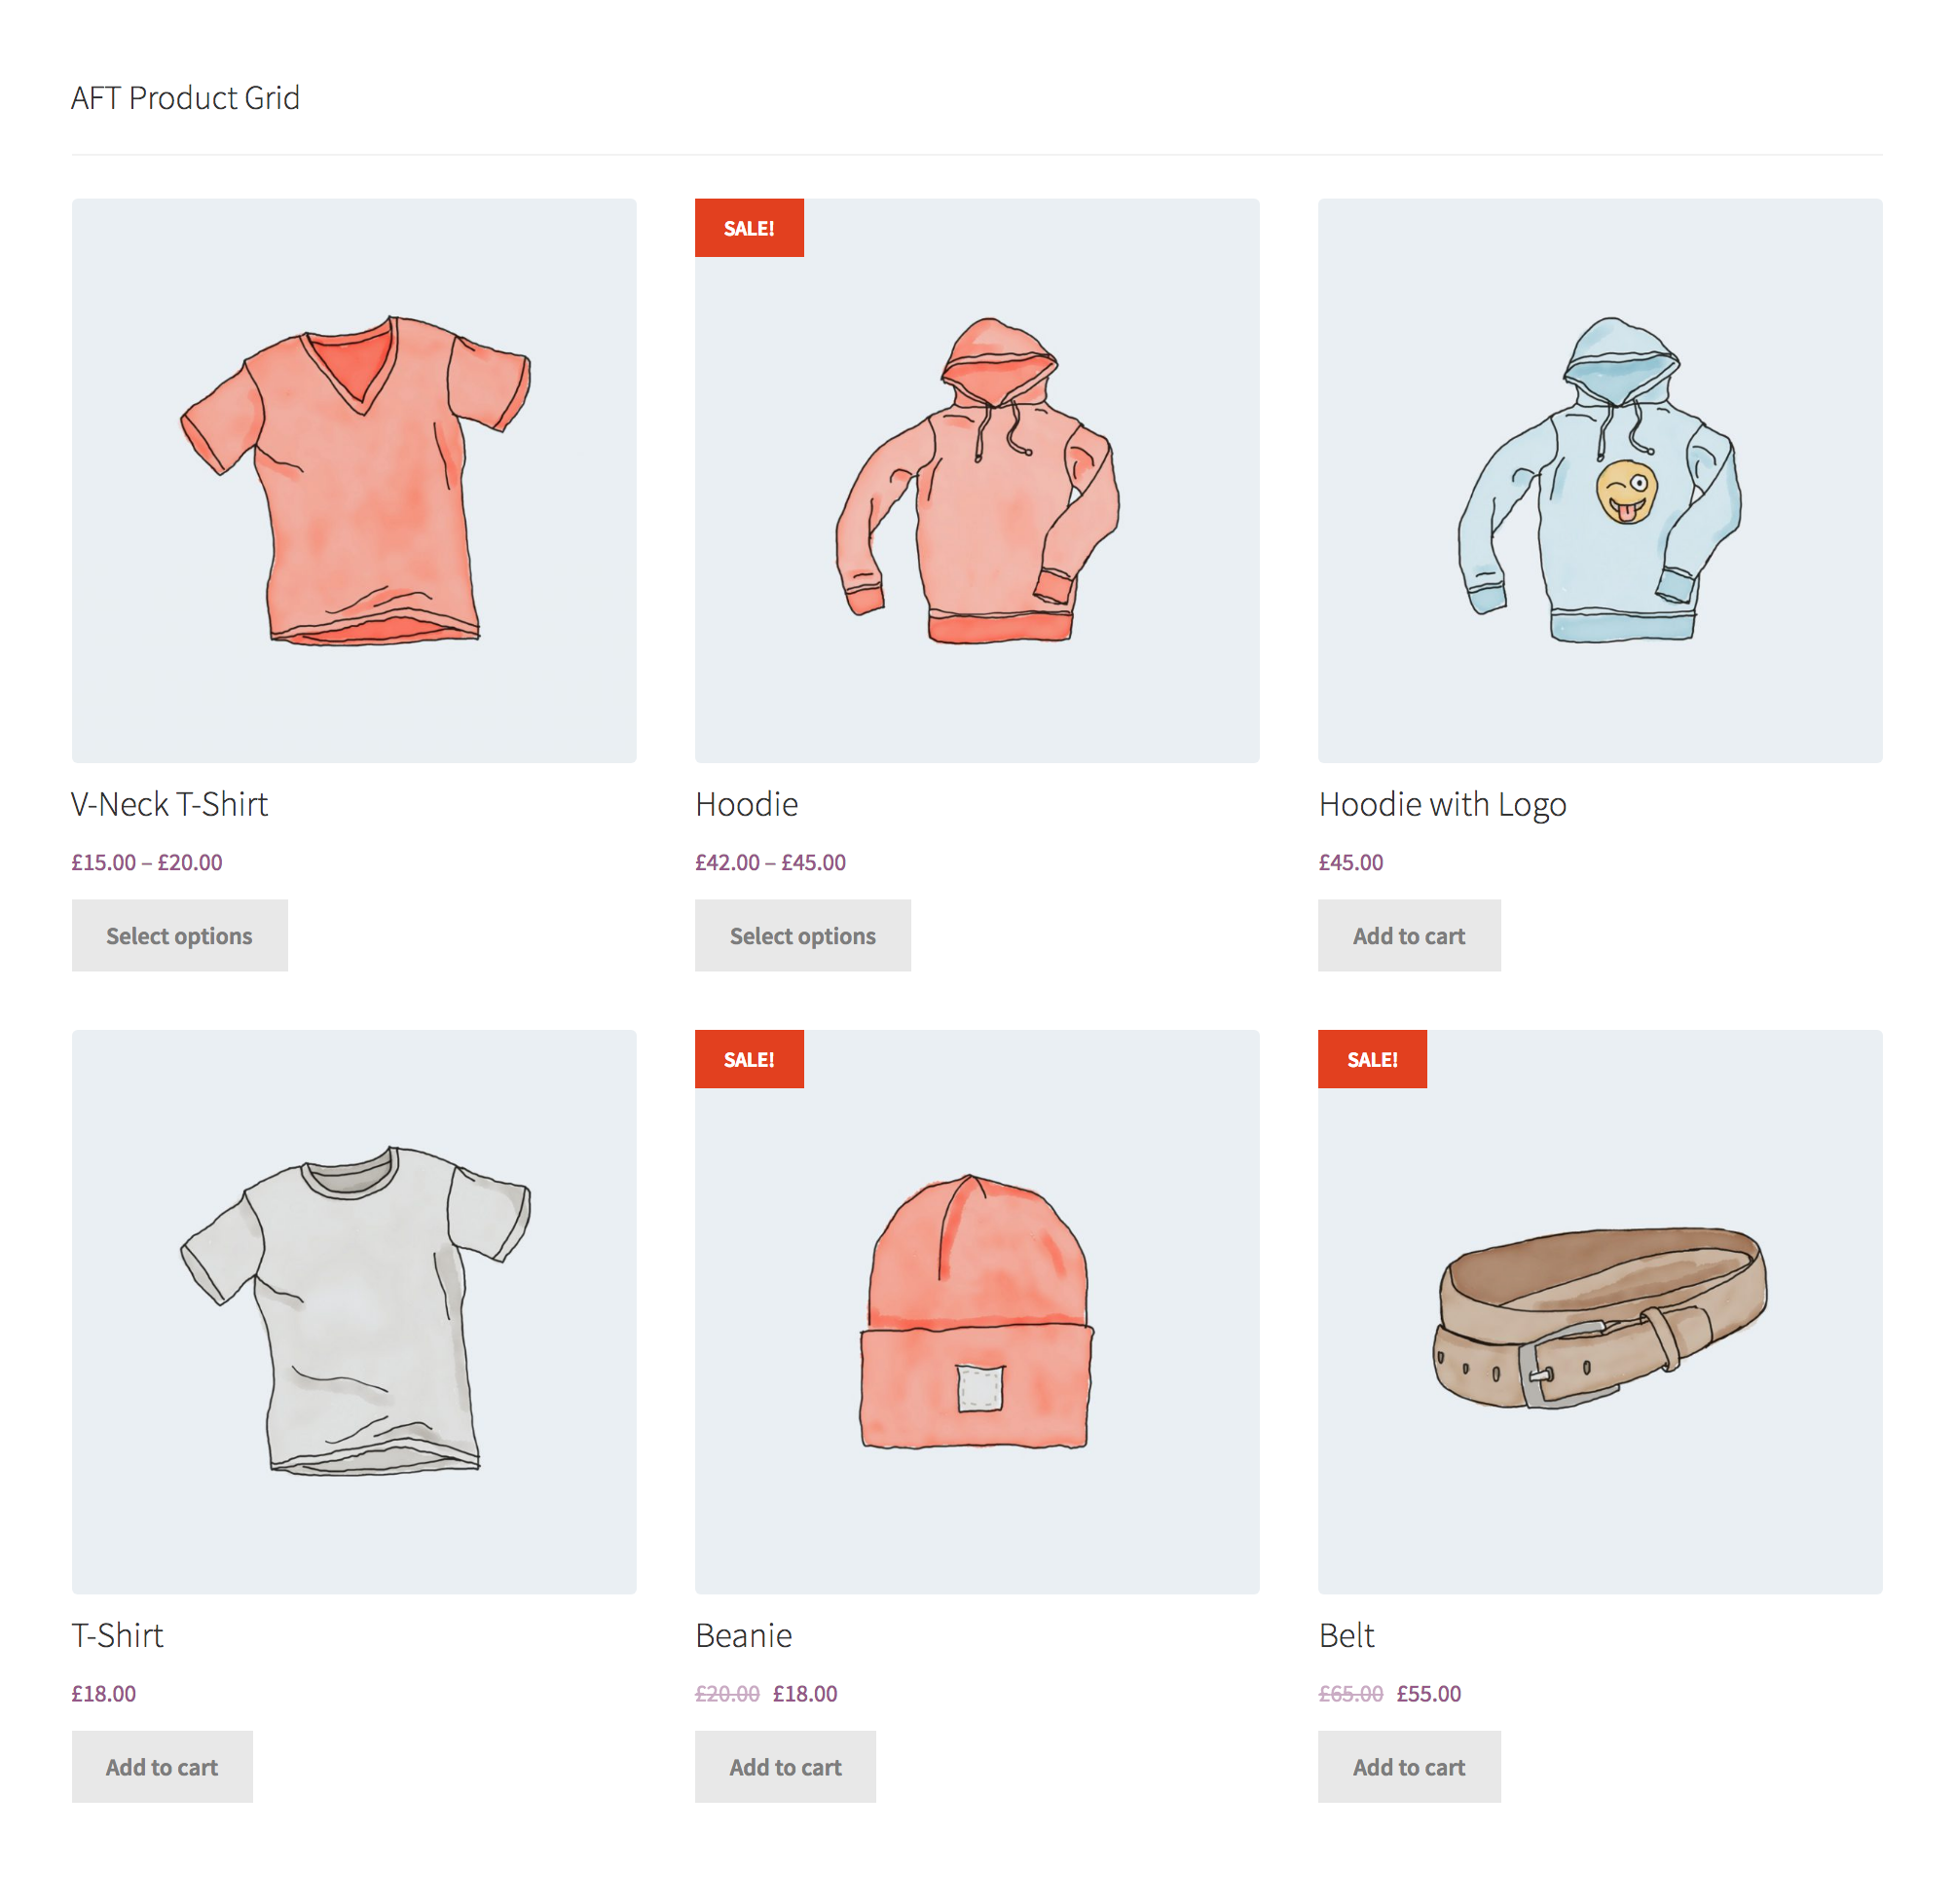 AFT Product Grid
SALE!
V-Neck T-Shirt
£15.00 – £20.00
Select options
Hoodie
£42.00 – £45.00
Select options
Hoodie with Logo
£45.00
Add to cart
SALE!
SALE!
T-Shirt
£18.00
Add to cart
Beanie
£20.00 £18.00
Add to cart
Belt
£65.00 £55.00
Add to cart